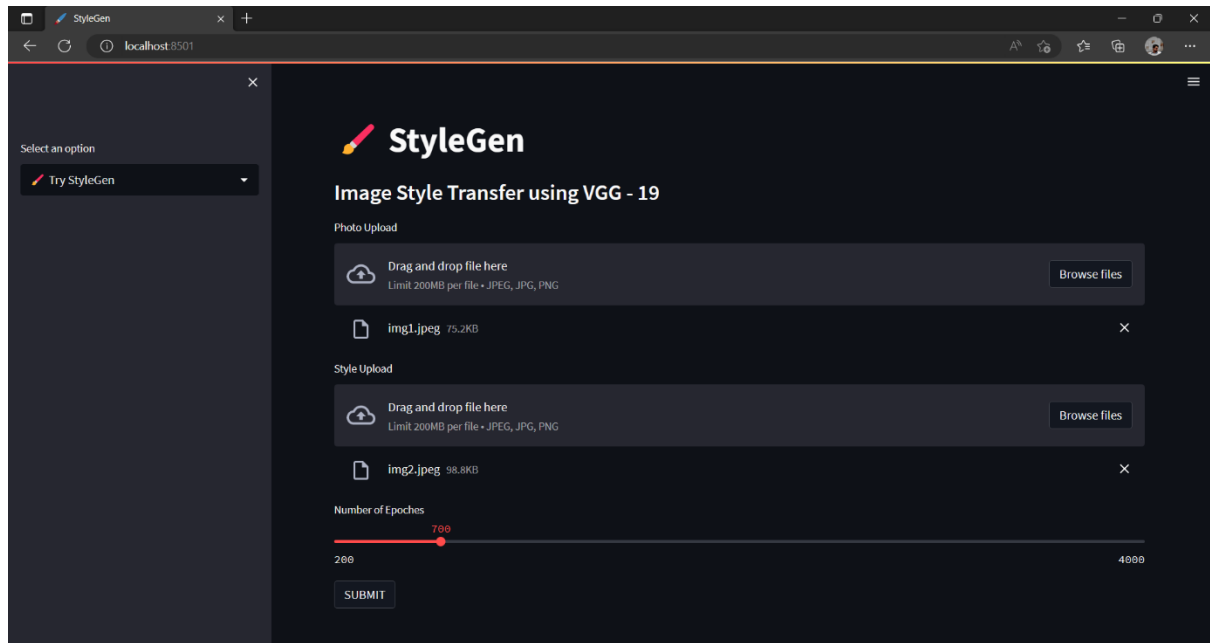 StyleGen
localhost:8501
Select an option
Try StyleGen
StyleGen
Image Style Transfer using VGG - 19
Photo Upload
Drag and drop file here
Limit 200MB per file • JPEG, JPG, PNG
Browse files
img1.jpeg 75.2KB
Style Upload
Drag and drop file here
Limit 200MB per file • JPEG, JPG, PNG
Browse files
img2.jpeg 98.8KB
Number of Epoches
700
200 4000
SUBMIT